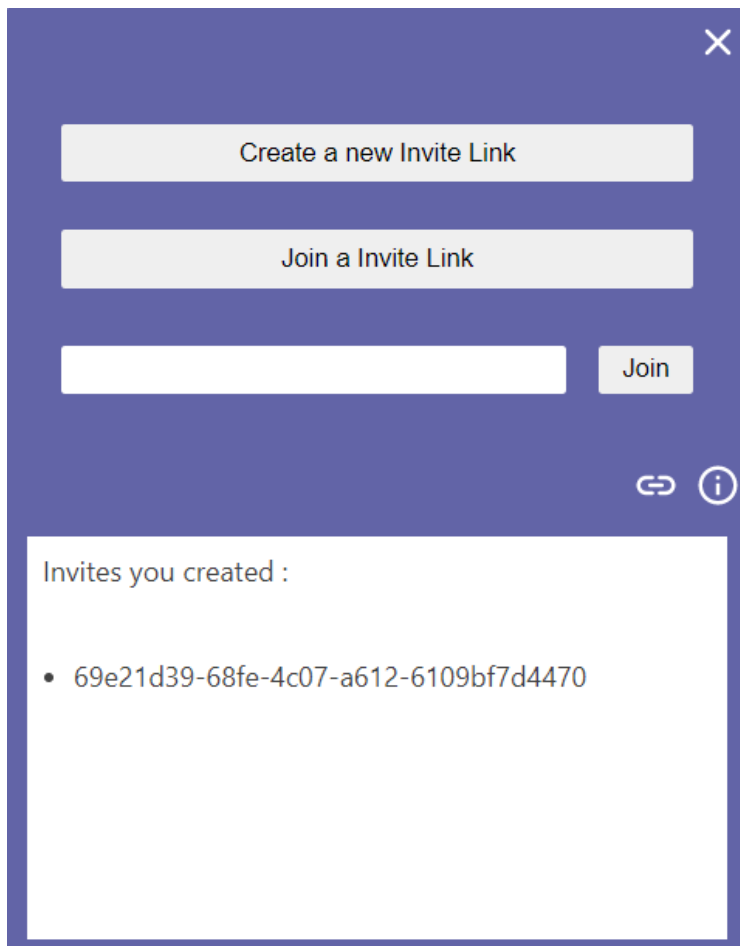 Create a new Invite Link
Join a Invite Link
Join
Invites you created :
• 69e21d39-68fe-4c07-a612-6109bf7d4470